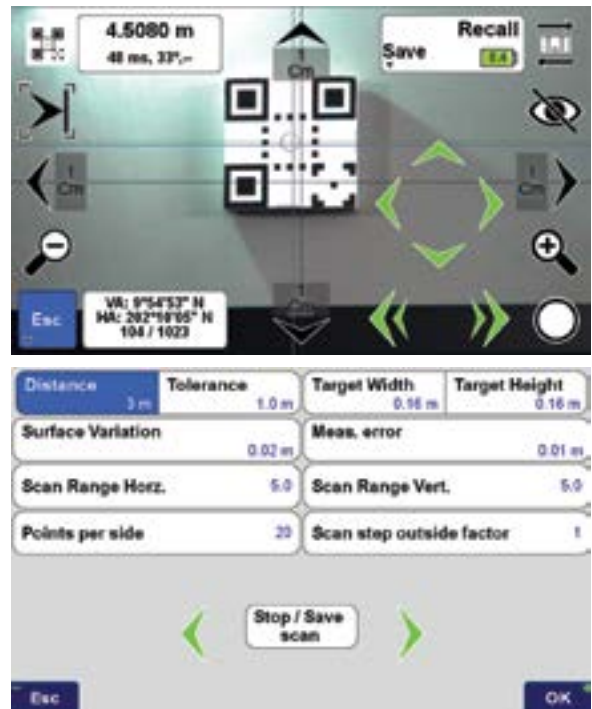 4.5080 m
48 ms, 33°,--
Recall
Save
1
Cm
1
Cm
1
Cm
Esc
VA: 9°54'53" N
HA: 202°10'05" N
104 / 1023
Distance
3 m
Tolerance
1.0 m
Target Width
0.16 m
Target Height
0.16 m
Surface Variation
0.02 m
Meas. error
0.01 m
Scan Range Horz.
5.0
Scan Range Vert.
5.0
Points per side
20
Scan step outside factor
1
Stop / Save
scan
Esc
OK